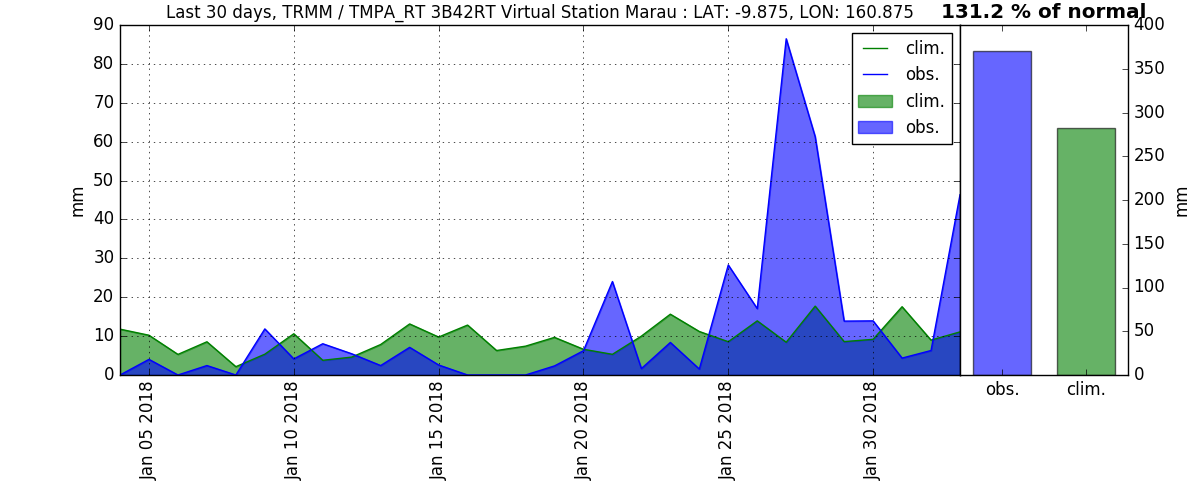 Last 30 days, TRMM / TMPA_RT 3B42RT Virtual Station Marau : LAT: -9.875, LON: 160.875
131.2 % of normal
90
80
70
60
50
40
30
20
10
0
mm
clim.
obs.
clim.
obs.
Jan 05 2018
Jan 10 2018
Jan 15 2018
Jan 20 2018
Jan 25 2018
Jan 30 2018
400
350
300
250
200
150
100
50
0
mm
obs.
clim.